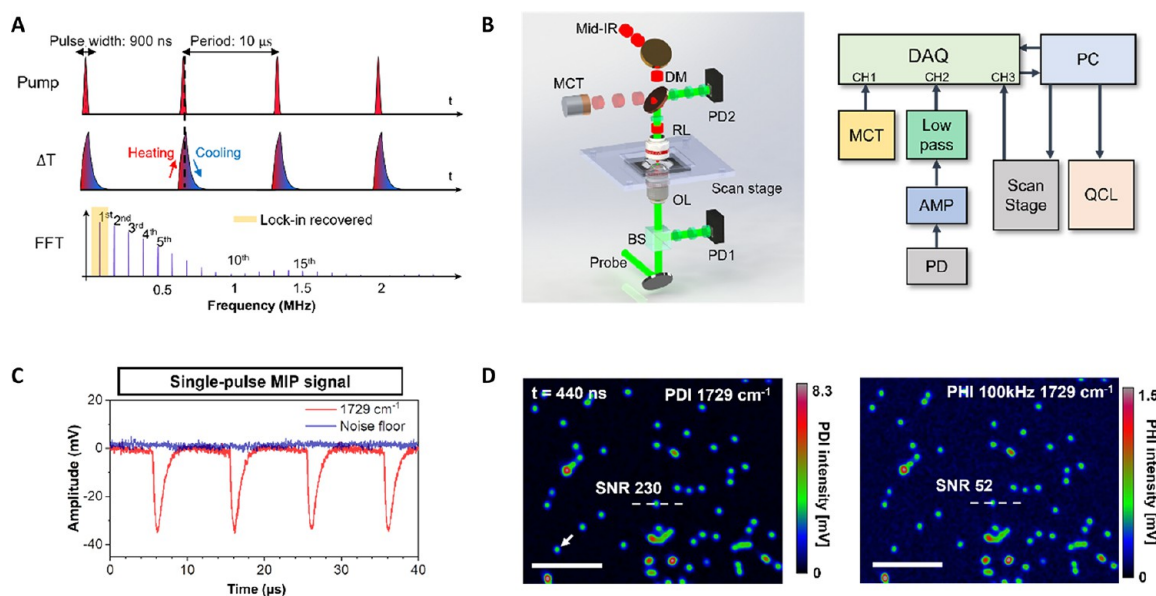 A
Pulse width: 900 ns
Period: 10 µs
Pump
t
ΔT
Heating
Cooling
t
FFT
1st
2nd
3rd
4th
5th
10th
15th
Lock-in recovered
0.5
1
1.5
2
Frequency (MHz)
B
Mid-IR
DM
MCT
PD2
RL
Scan stage
OL
BS
PD1
Probe
DAQ
CH1
CH2
CH3
PC
MCT
Low
pass
AMP
PD
Scan
Stage
QCL
C
Single-pulse MIP signal
1729 cm⁻¹
Noise floor
20
0
-20
-40
Amplitude (mV)
0
10
20
30
40
Time (µs)
D
t = 440 ns
PDI 1729 cm⁻¹
SNR 230
8.3
0
PDI intensity [mV]
PHI 100kHz 1729 cm⁻¹
SNR 52
1.5
0
PHI intensity [mV]